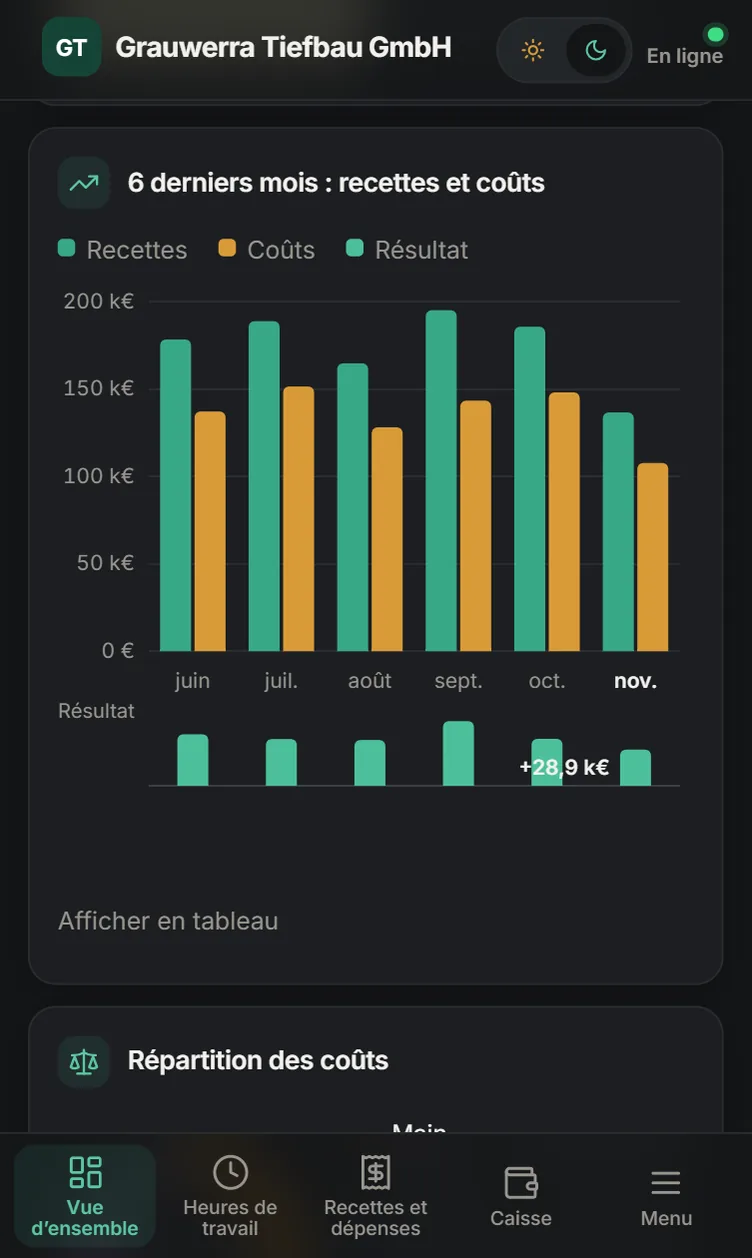 GT
Grauwerra Tiefbau GmbH
En ligne
6 derniers mois : recettes et coûts
Recettes
Coûts
Résultat
200 k€
150 k€
100 k€
50 k€
0 €
juin
juil.
août
sept.
oct.
nov.
Résultat
+28,9 k€
Afficher en tableau
Répartition des coûts
Main
Vue
d’ensemble
Heures de
travail
Recettes et
dépenses
Caisse
Menu